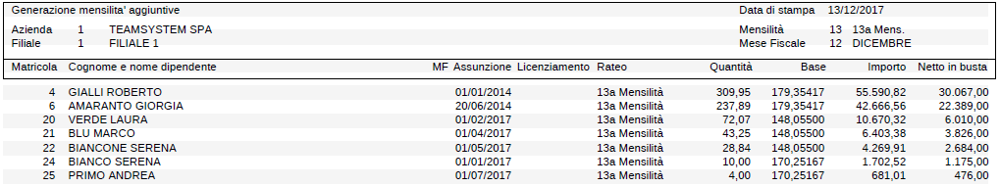 Generazione mensilita' aggiuntive Data di stampa 13/12/2017
Azienda 1 TEAMSYSTEM SPA Mensilità 13 13a Mens.
Filiale 1 FILIALE 1 Mese Fiscale 12 DICEMBRE
Matricola Cognome e nome dipendente MF Assunzione Licenziamento Rateo Quantità Base Importo Netto in busta
4 GIALLI ROBERTO 01/01/2014 13a Mensilità 309,95 179,35417 55.590,82 30.067,00
6 AMARANTO GIORGIA 20/06/2014 13a Mensilità 237,89 179,35417 42.666,56 22.389,00
20 VERDE LAURA 01/02/2017 13a Mensilità 72,07 148,05500 10.670,32 6.010,00
21 BLU MARCO 01/04/2017 13a Mensilità 43,25 148,05500 6.403,38 3.826,00
22 BIANCONE SERENA 01/05/2017 13a Mensilità 28,84 148,05500 4.269,91 2.684,00
24 BIANCO SERENA 01/01/2017 13a Mensilità 10,00 170,25167 1.702,52 1.175,00
25 PRIMO ANDREA 01/07/2017 13a Mensilità 4,00 170,25167 681,01 476,00